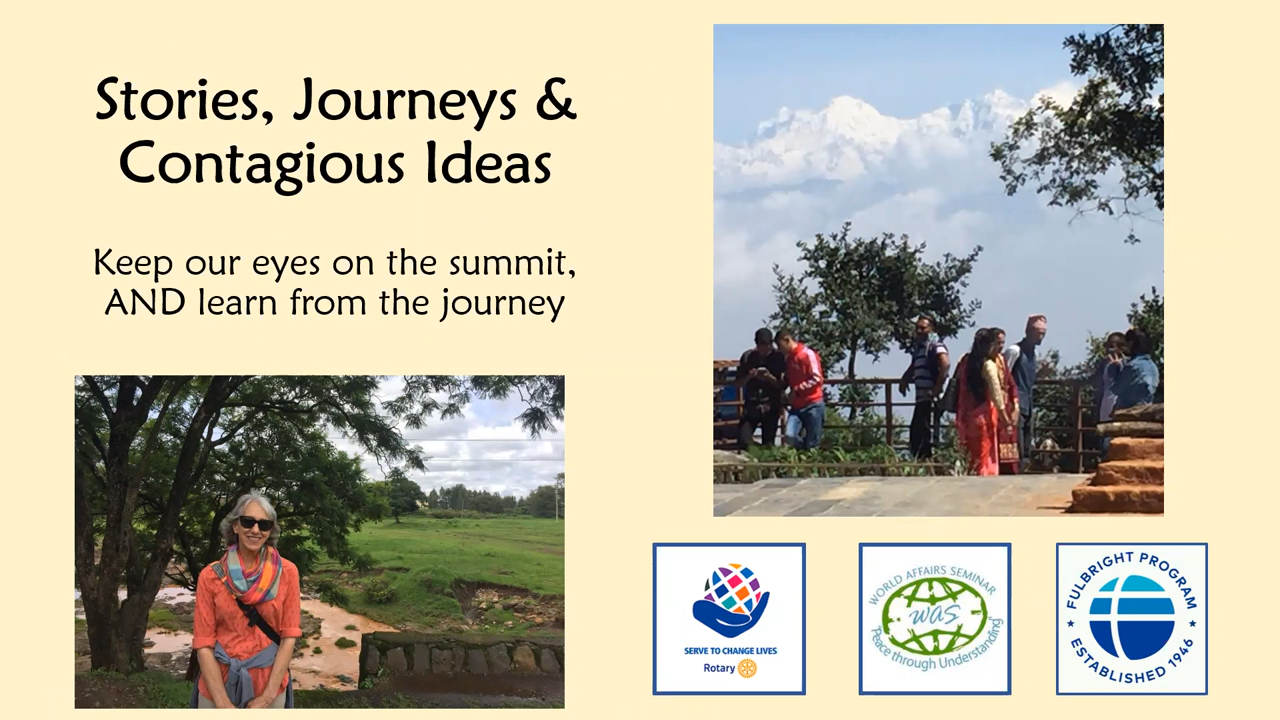 Stories, Journeys &
Contagious Ideas
Keep our eyes on the summit,
AND learn from the journey
SERVE TO CHANGE LIVES
Rotary
WORLD AFFAIRS SEMINAR
was
"Peace through Understanding"
FULBRIGHT PROGRAM
ESTABLISHED 1946